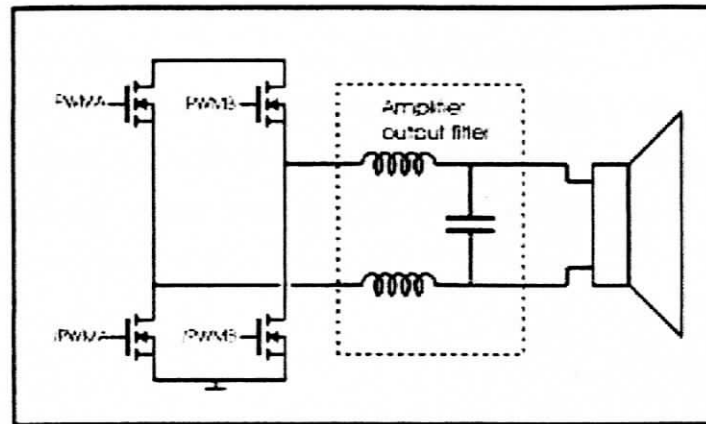 PWMA
PWMB
Amplifier
output filter
/PWMA
/PWMB